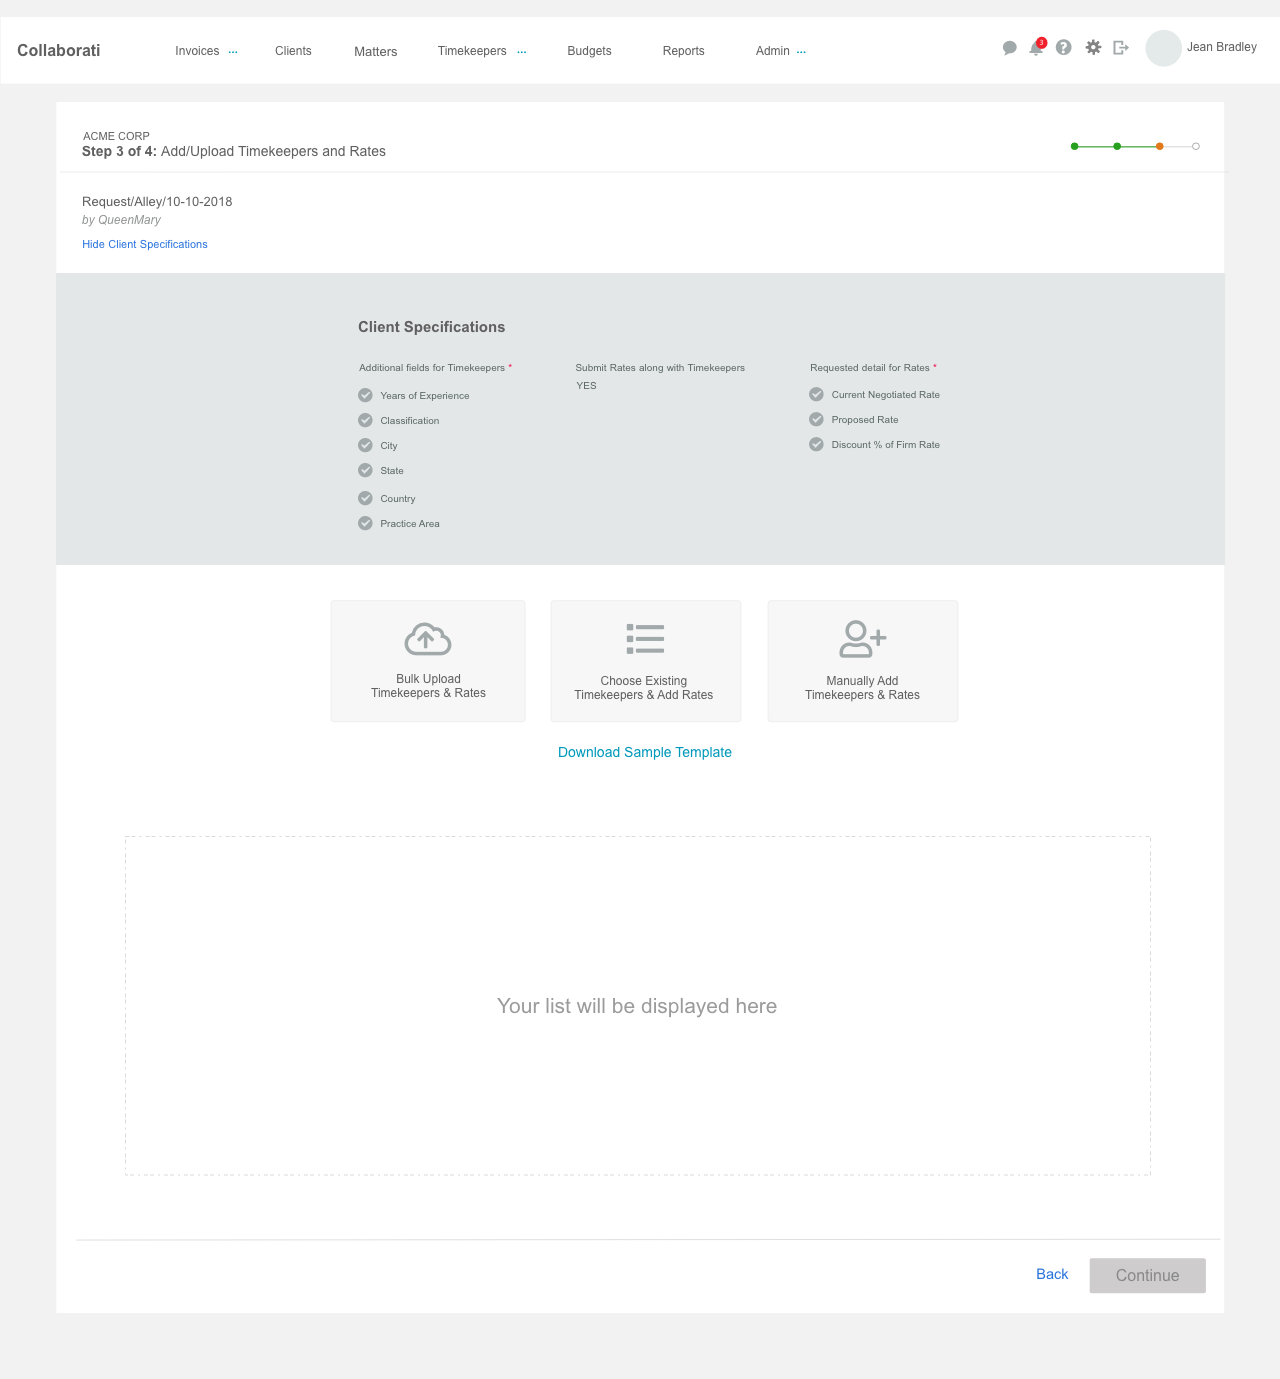 Collaborati
Invoices ...
Clients
Matters
Timekeepers ...
Budgets
Reports
Admin ...
3
?
Jean Bradley
ACME CORP
Step 3 of 4: Add/Upload Timekeepers and Rates
Request/Alley/10-10-2018
by QueenMary
Hide Client Specifications
Client Specifications
Additional fields for Timekeepers *
Years of Experience
Classification
City
State
Country
Practice Area
Submit Rates along with Timekeepers
YES
Requested detail for Rates *
Current Negotiated Rate
Proposed Rate
Discount % of Firm Rate
Bulk Upload
Timekeepers & Rates
Choose Existing
Timekeepers & Add Rates
Manually Add
Timekeepers & Rates
Download Sample Template
Your list will be displayed here
Back
Continue